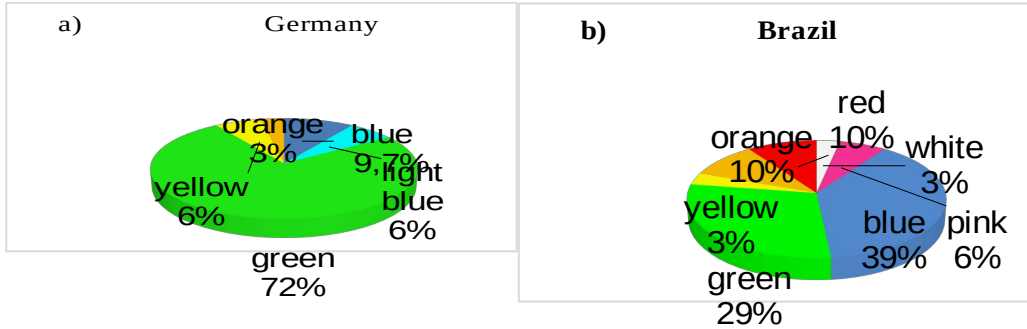 a) Germany
orange
3%
blue
9,7%
light
blue
6%
yellow
6%
green
72%
b) Brazil
red
10%
orange
10%
white
3%
yellow
3%
blue
39%
pink
6%
green
29%